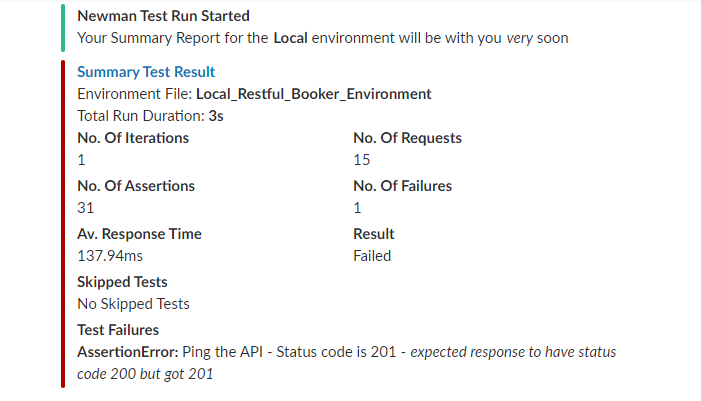 Newman Test Run Started
Your Summary Report for the Local environment will be with you very soon
Summary Test Result
Environment File: Local_Restful_Booker_Environment
Total Run Duration: 3s
No. Of Iterations No. Of Requests
1 15
No. Of Assertions No. Of Failures
31 1
Av. Response Time Result
137.94ms Failed
Skipped Tests
No Skipped Tests
Test Failures
AssertionError: Ping the API - Status code is 201 - expected response to have status
code 200 but got 201